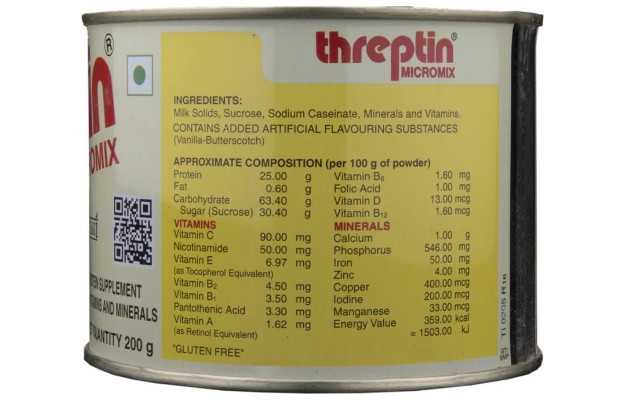 threptin®
MICROMIX
INGREDIENTS:
Milk Solids, Sucrose, Sodium Caseinate, Minerals and Vitamins.
CONTAINS ADDED ARTIFICIAL FLAVOURING SUBSTANCES
(Vanilla-Butterscotch)
APPROXIMATE COMPOSITION (per 100 g of powder)
Protein 25.00 g
Fat 0.60 g
Carbohydrate 63.40 g
Sugar (Sucrose) 30.40 g
VITAMINS
Vitamin C 90.00 mg
Nicotinamide 50.00 mg
Vitamin E 6.97 mg
(as Tocopherol Equivalent)
Vitamin B2 4.50 mg
Vitamin B1 3.50 mg
Pantothenic Acid 3.30 mg
Vitamin A 1.62 mg
(as Retinol Equivalent)
"GLUTEN FREE"
Vitamin B6 1.60 mg
Folic Acid 1.00 mg
Vitamin D 13.00 mcg
Vitamin B12 1.60 mcg
MINERALS
Calcium 1.00 g
Phosphorus 546.00 mg
Iron 50.00 mg
Zinc 4.00 mg
Copper 400.00 mcg
Iodine 200.00 mcg
Manganese 33.00 mcg
Energy Value 359.00 kcal
= 1503.00 kJ
in®
OMIX
SUPPLEMENT
AND MINERALS
200 g